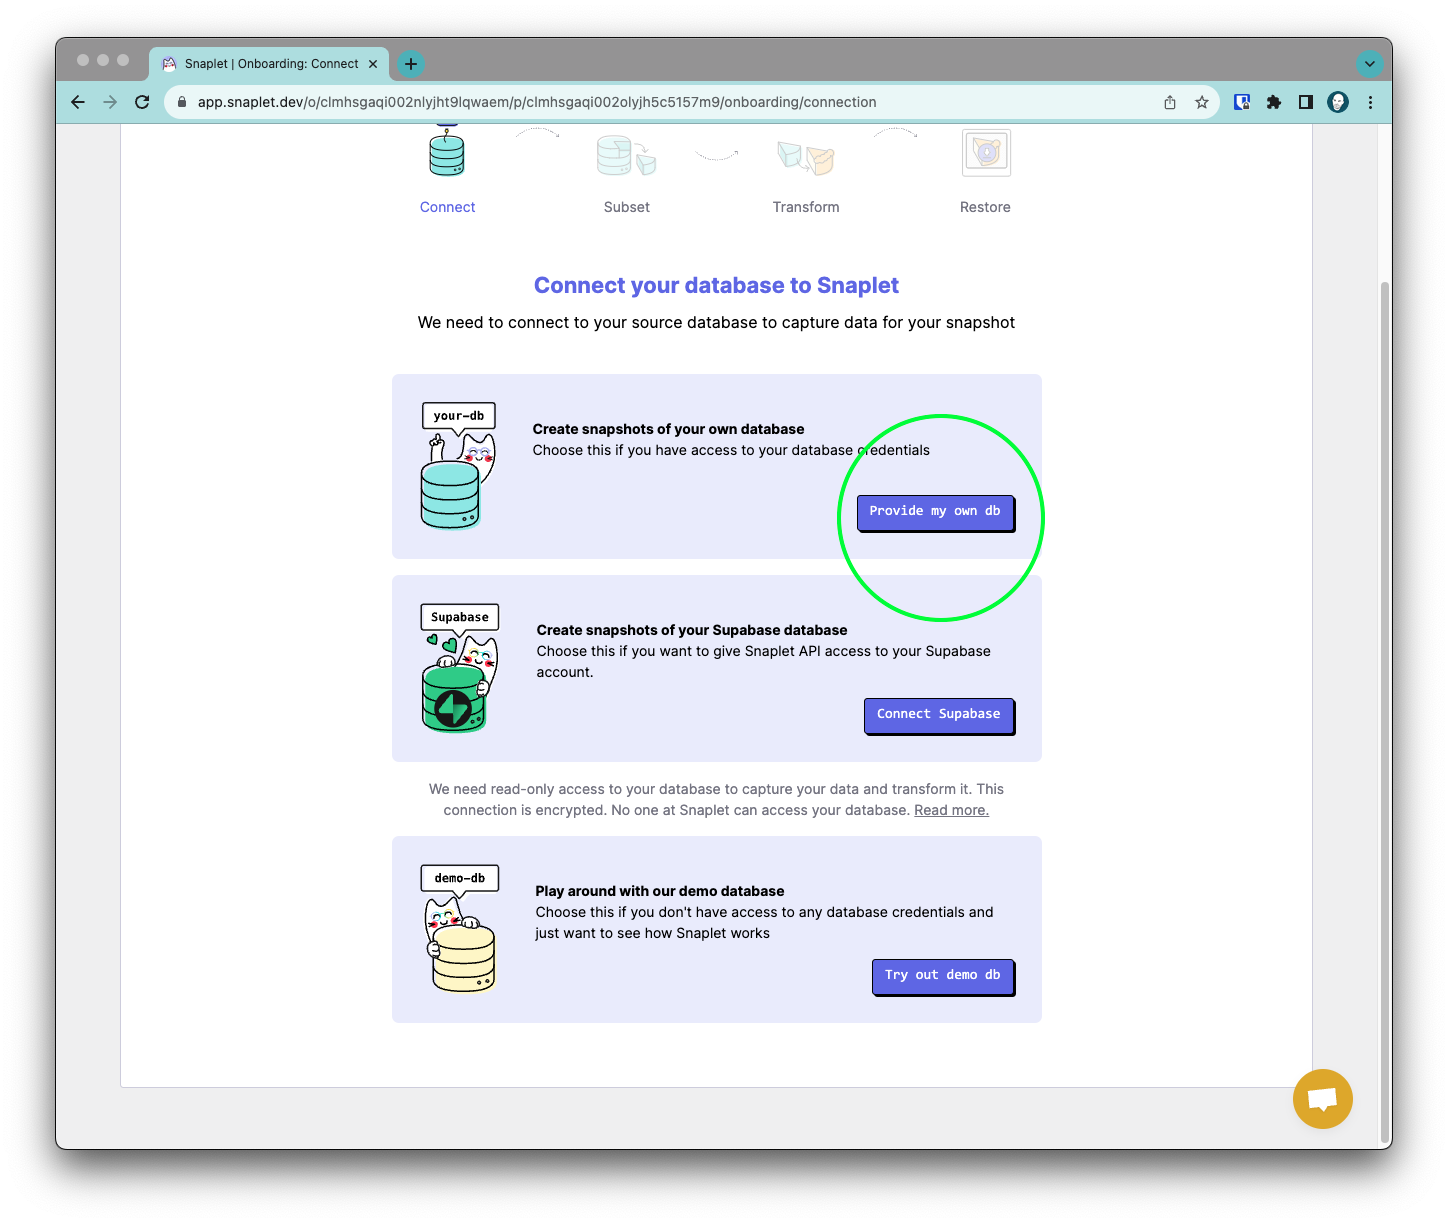 Snaplet | Onboarding: Connect
app.snaplet.dev/o/clmhsgaqi002nlyjht9lqwaem/p/clmhsgaqi002olyjh5c5157m9/onboarding/connection
Connect
Subset
Transform
Restore
Connect your database to Snaplet
We need to connect to your source database to capture data for your snapshot
your-db
Create snapshots of your own database
Choose this if you have access to your database credentials
Provide my own db
Supabase
Create snapshots of your Supabase database
Choose this if you want to give Snaplet API access to your Supabase
account.
Connect Supabase
We need read-only access to your database to capture your data and transform it. This
connection is encrypted. No one at Snaplet can access your database. Read more.
demo-db
Play around with our demo database
Choose this if you don't have access to any database credentials and
just want to see how Snaplet works
Try out demo db